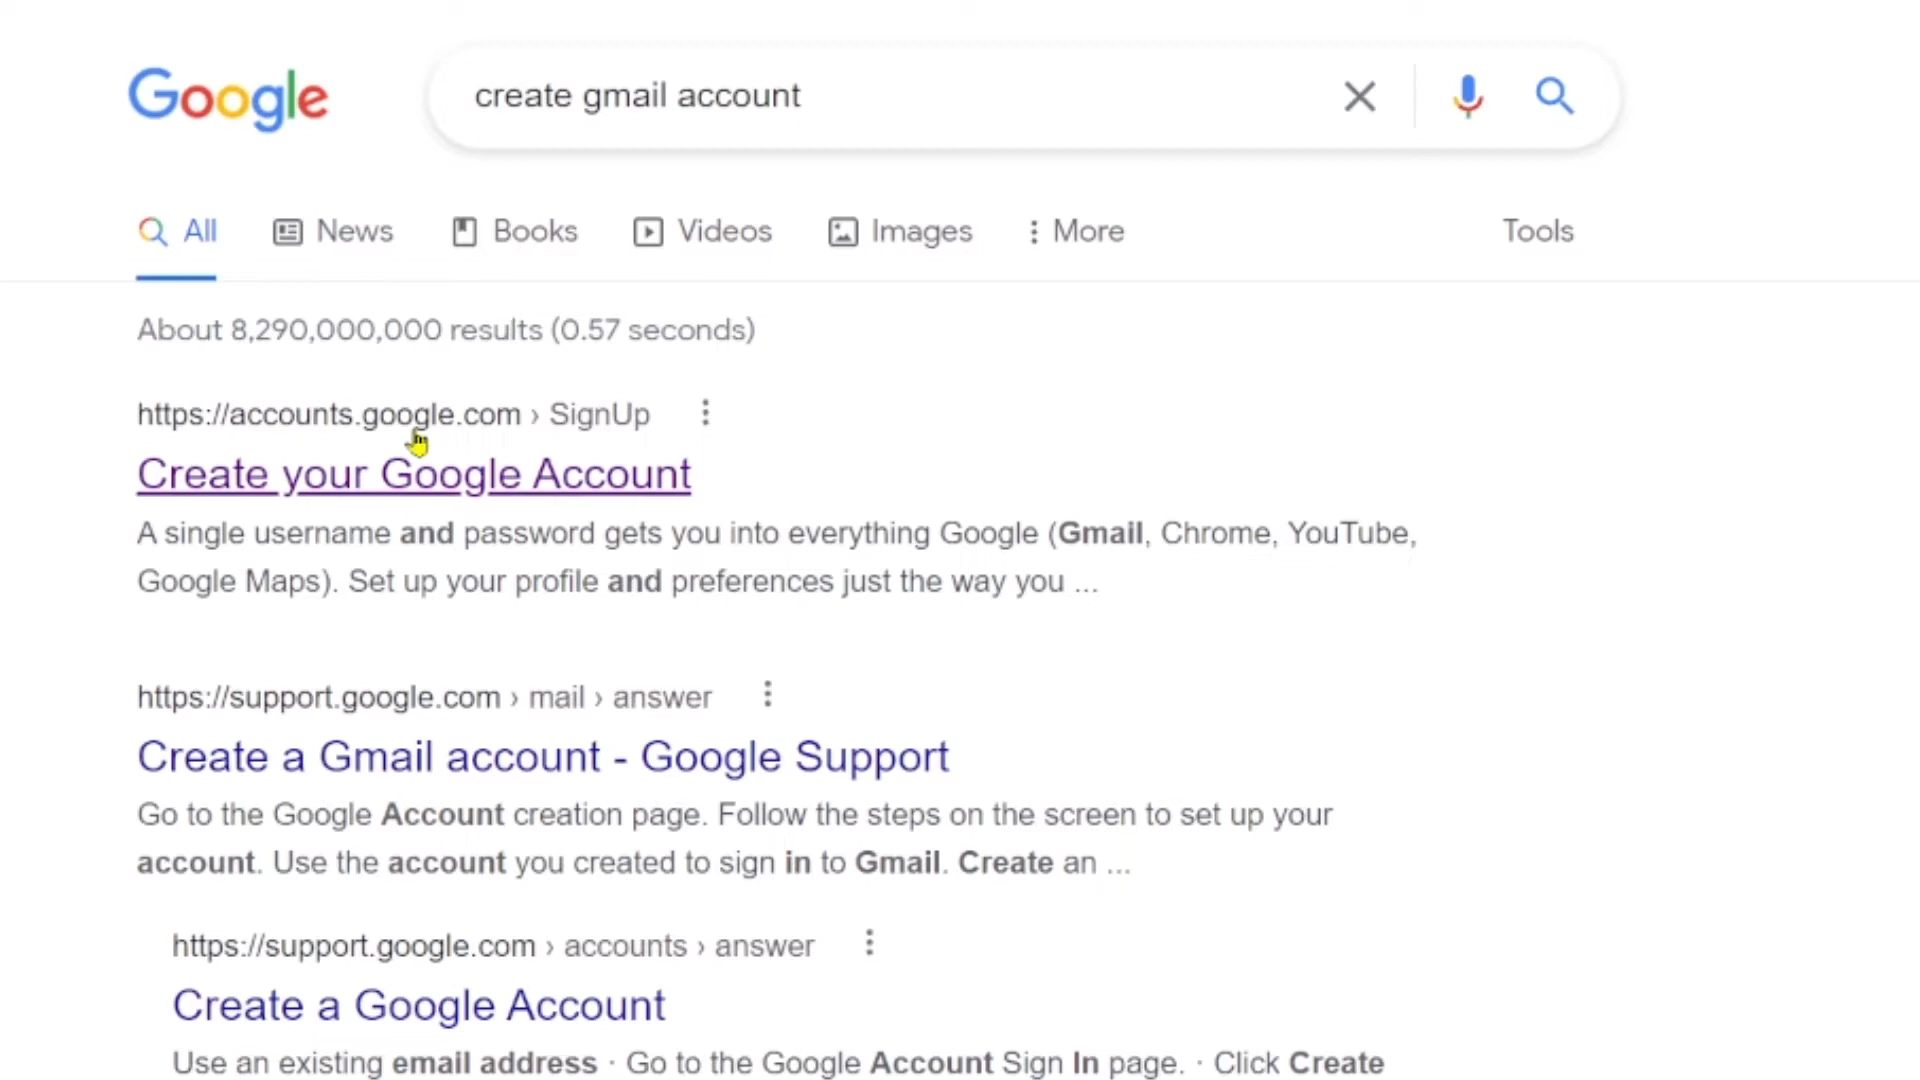 Google
create gmail account
All News Books Videos Images More Tools
About 8,290,000,000 results (0.57 seconds)
https://accounts.google.com › SignUp
Create your Google Account
A single username and password gets you into everything Google (Gmail, Chrome, YouTube,
Google Maps). Set up your profile and preferences just the way you ...
https://support.google.com › mail › answer
Create a Gmail account - Google Support
Go to the Google Account creation page. Follow the steps on the screen to set up your
account. Use the account you created to sign in to Gmail. Create an ...
https://support.google.com › accounts › answer
Create a Google Account
Use an existing email address · Go to the Google Account Sign In page. · Click Create